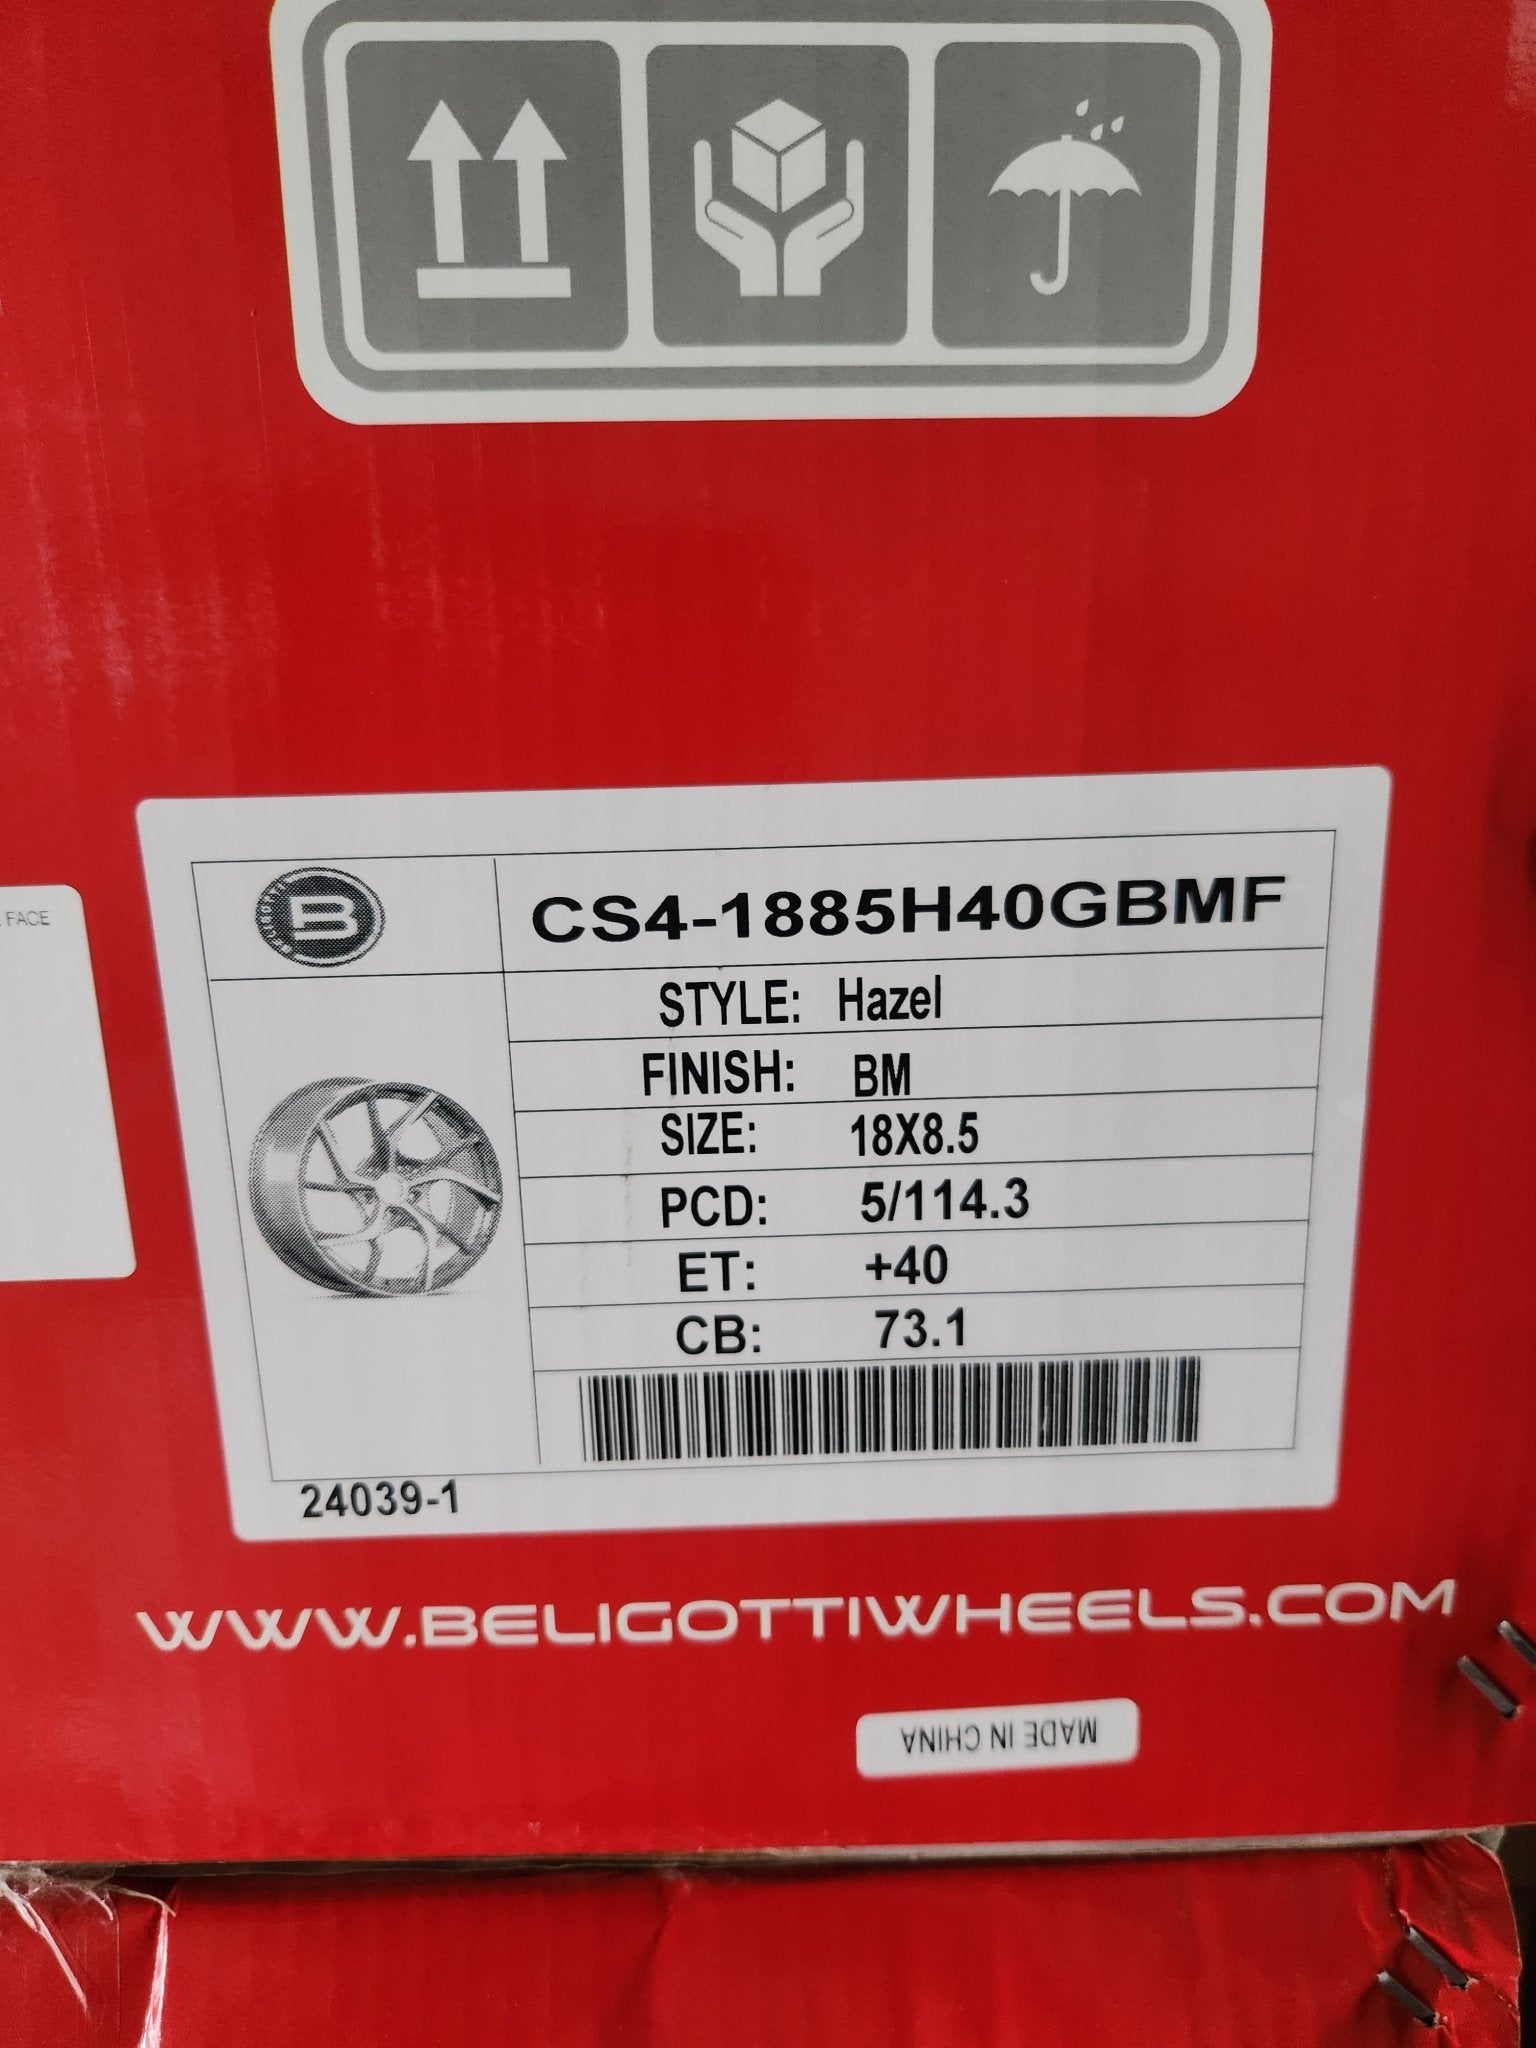 FACE
B
CS4-1885H40GBMF
STYLE: Hazel
FINISH: BM
SIZE: 18X8.5
PCD: 5/114.3
ET: +40
CB: 73.1
24039-1
WWW.BELIGOTTIWHEELS.COM
MADE IN CHINA